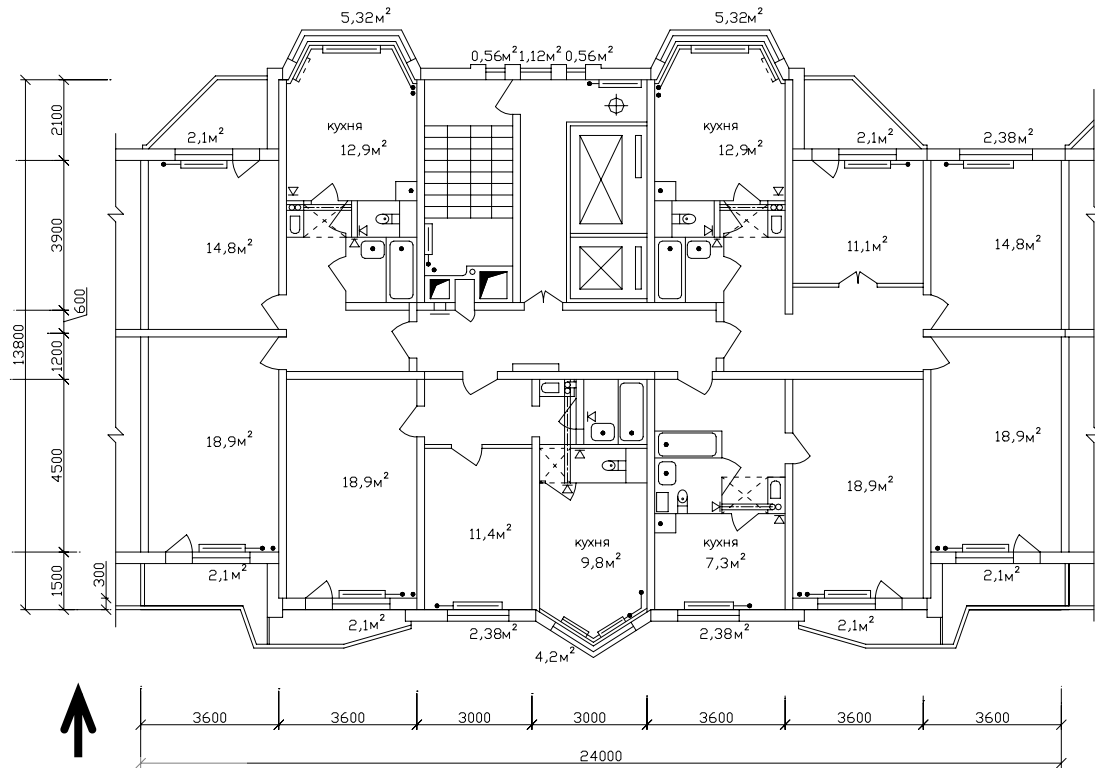 5,32м²
5,32м²
0,56м² 1,12м² 0,56м²
2100
кухня
12,9м²
кухня
12,9м²
2,1м²
2,1м²
2,38м²
3900
14,8м²
11,1м²
14,8м²
600
13800
1200
4500
18,9м²
18,9м²
18,9м²
18,9м²
11,4м²
кухня
9,8м²
кухня
7,3м²
1500
300
2,1м²
2,1м²
2,1м²
2,38м²
2,38м²
2,1м²
4,2м²
3600
3600
3000
3000
3600
3600
3600
24000